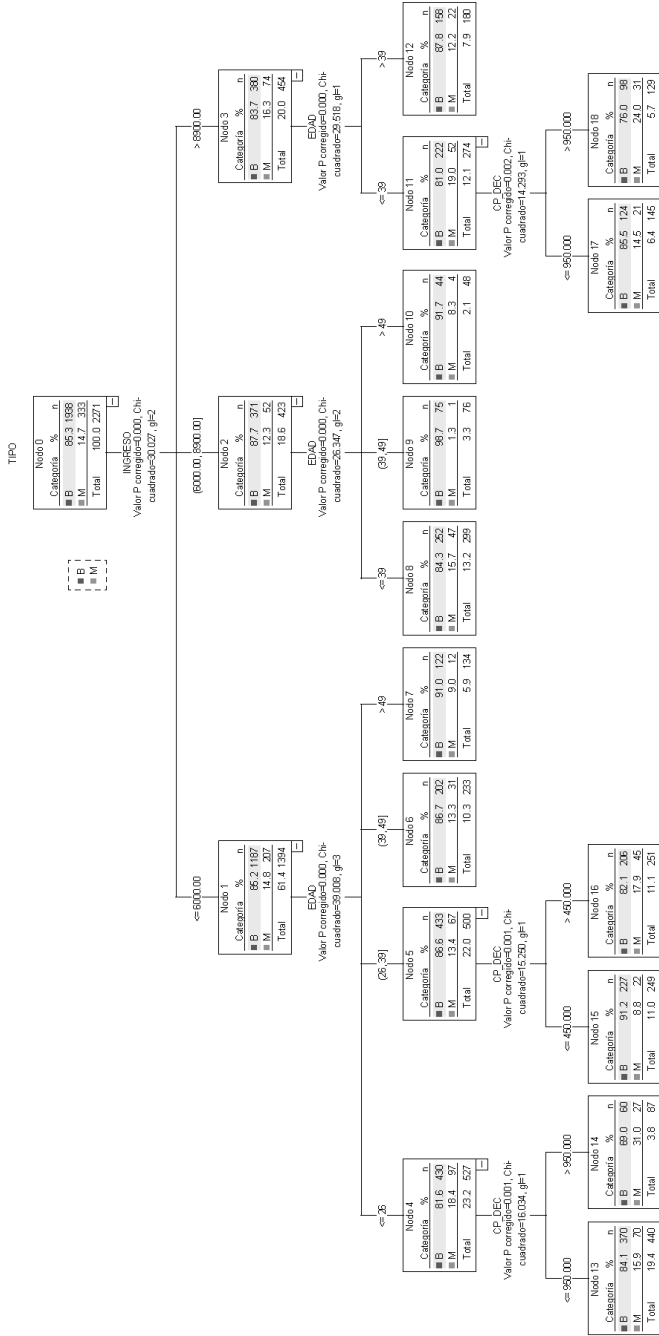 TIPO
Nodo 0
Categoría % n
B 85.3 1938
M 14.7 333
Total 100.0 2271
B
M
INGRESO
Valor P corregido=0.000, Chi-
cuadrado=30.027, gl=2
<=6000.00
(6000.00, 8900.00]
> 8900.00
Nodo 1
Categoría % n
B 85.2 1187
M 14.8 207
Total 61.4 1394
Nodo 2
Categoría % n
B 87.7 371
M 12.3 52
Total 18.6 423
Nodo 3
Categoría % n
B 83.7 380
M 16.3 74
Total 20.0 454
EDAD
Valor P corregido=0.000, Chi-
cuadrado=39.008, gl=3
EDAD
Valor P corregido=0.000, Chi-
cuadrado=26.347, gl=2
EDAD
Valor P corregido=0.000, Chi-
cuadrado=29.518, gl=1
<= 26
(26, 39]
(39, 49]
> 49
<= 39
(39, 49]
> 49
<= 39
> 39
Nodo 4
Categoría % n
B 81.6 430
M 18.4 97
Total 23.2 527
Nodo 5
Categoría % n
B 86.6 433
M 13.4 67
Total 22.0 500
Nodo 6
Categoría % n
B 86.7 202
M 13.3 31
Total 10.3 233
Nodo 7
Categoría % n
B 91.0 122
M 9.0 12
Total 5.9 134
Nodo 8
Categoría % n
B 84.3 252
M 15.7 47
Total 13.2 299
Nodo 9
Categoría % n
B 98.7 75
M 1.3 1
Total 3.3 76
Nodo 10
Categoría % n
B 91.7 44
M 8.3 4
Total 2.1 48
Nodo 11
Categoría % n
B 81.0 222
M 19.0 52
Total 12.1 274
Nodo 12
Categoría % n
B 87.8 158
M 12.2 22
Total 7.9 180
CP_DEC
Valor P corregido=0.001, Chi-
cuadrado=16.034, gl=1
CP_DEC
Valor P corregido=0.001, Chi-
cuadrado=15.250, gl=1
CP_DEC
Valor P corregido=0.002, Chi-
cuadrado=14.293, gl=1
<= 950.000
> 950.000
<= 450.000
> 450.000
<= 950.000
> 950.000
Nodo 13
Categoría % n
B 84.1 370
M 15.9 70
Total 19.4 440
Nodo 14
Categoría % n
B 69.0 60
M 31.0 27
Total 3.8 87
Nodo 15
Categoría % n
B 91.2 227
M 8.8 22
Total 11.0 249
Nodo 16
Categoría % n
B 82.1 206
M 17.9 45
Total 11.1 251
Nodo 17
Categoría % n
B 85.5 124
M 14.5 21
Total 6.4 145
Nodo 18
Categoría % n
B 76.0 98
M 24.0 31
Total 5.7 129